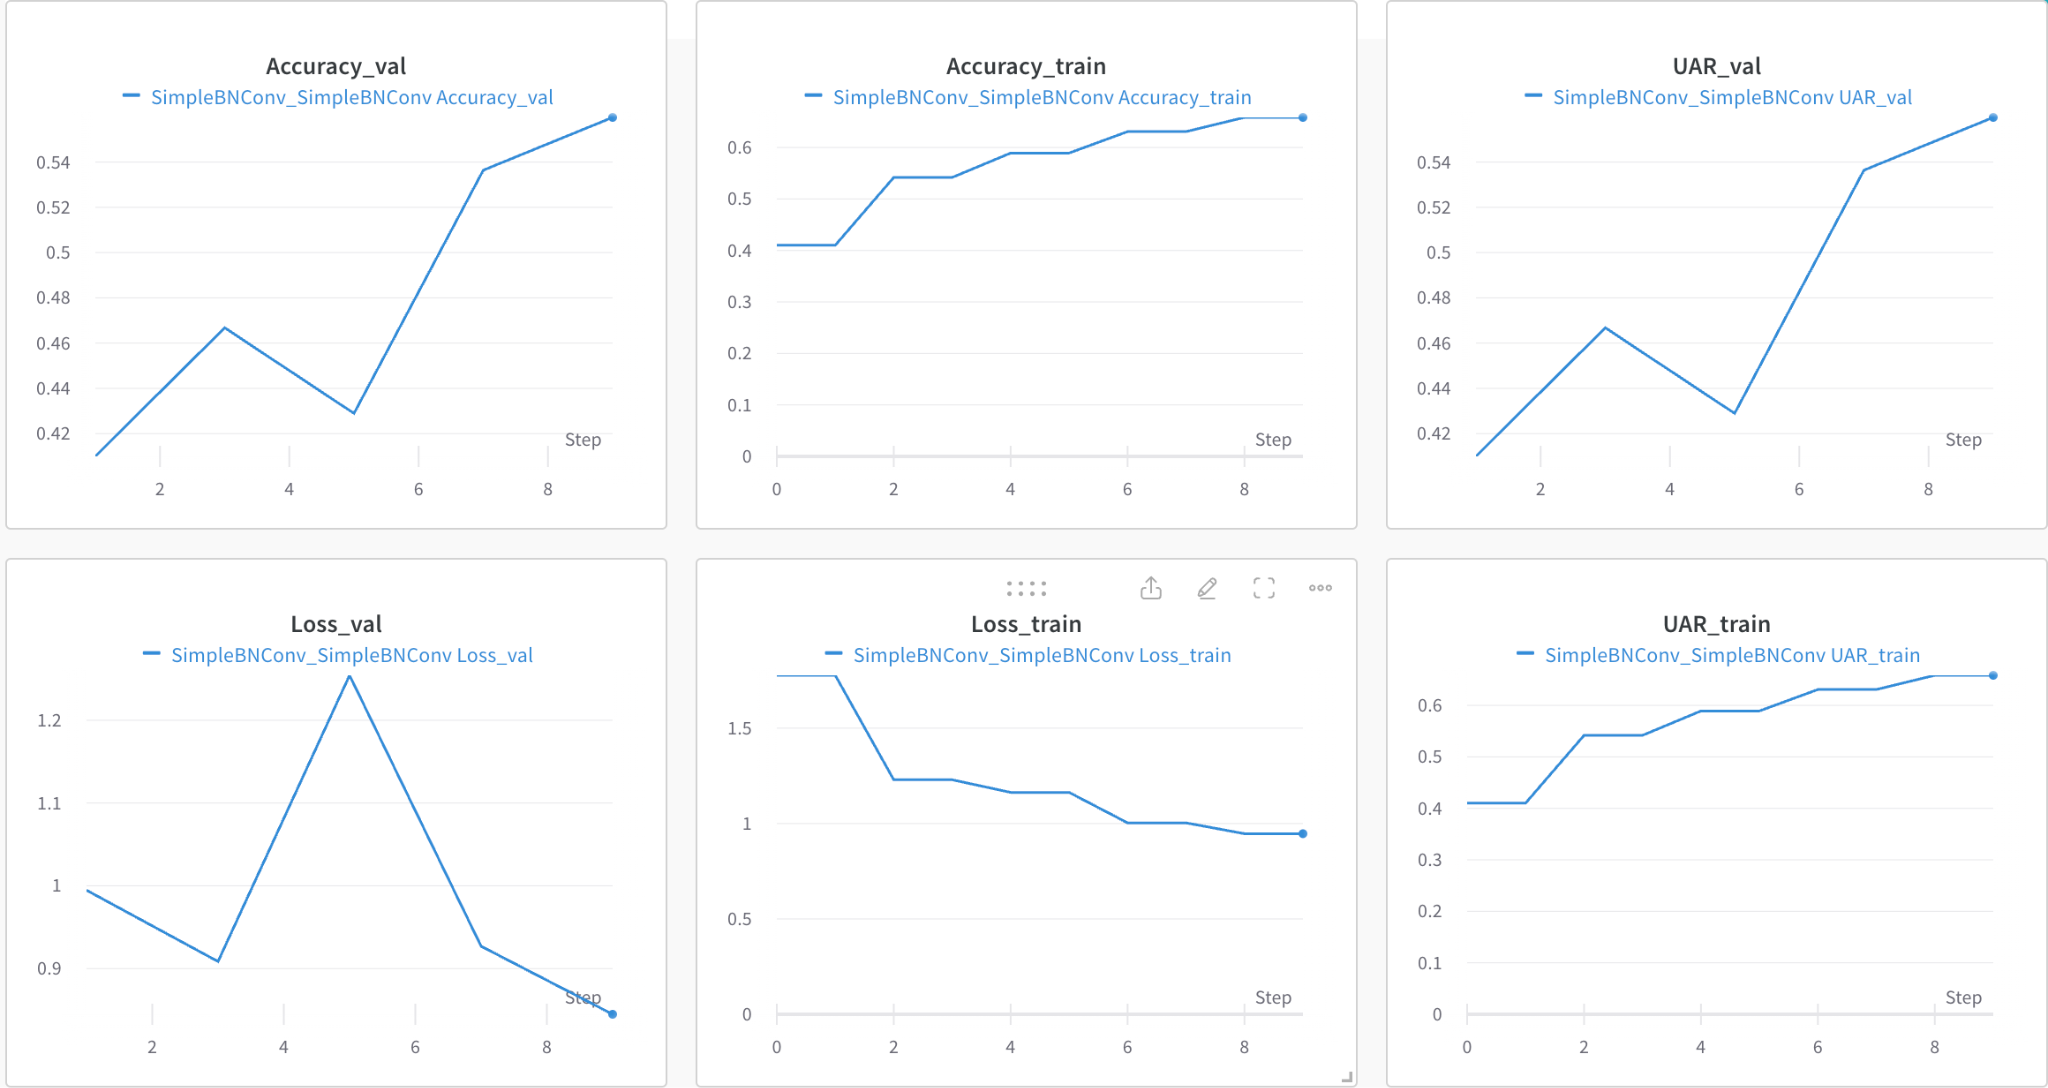 Accuracy_val
SimpleBNConv_SimpleBNConv Accuracy_val
0.54
0.52
0.5
0.48
0.46
0.44
0.42
Step
2 4 6 8
Accuracy_train
SimpleBNConv_SimpleBNConv Accuracy_train
0.6
0.5
0.4
0.3
0.2
0.1
0
Step
0 2 4 6 8
UAR_val
SimpleBNConv_SimpleBNConv UAR_val
0.54
0.52
0.5
0.48
0.46
0.44
0.42
Step
2 4 6 8
Loss_val
SimpleBNConv_SimpleBNConv Loss_val
1.2
1.1
1
0.9
Step
2 4 6 8
Loss_train
SimpleBNConv_SimpleBNConv Loss_train
1.5
1
0.5
0
Step
0 2 4 6 8
UAR_train
SimpleBNConv_SimpleBNConv UAR_train
0.6
0.5
0.4
0.3
0.2
0.1
0
Step
0 2 4 6 8